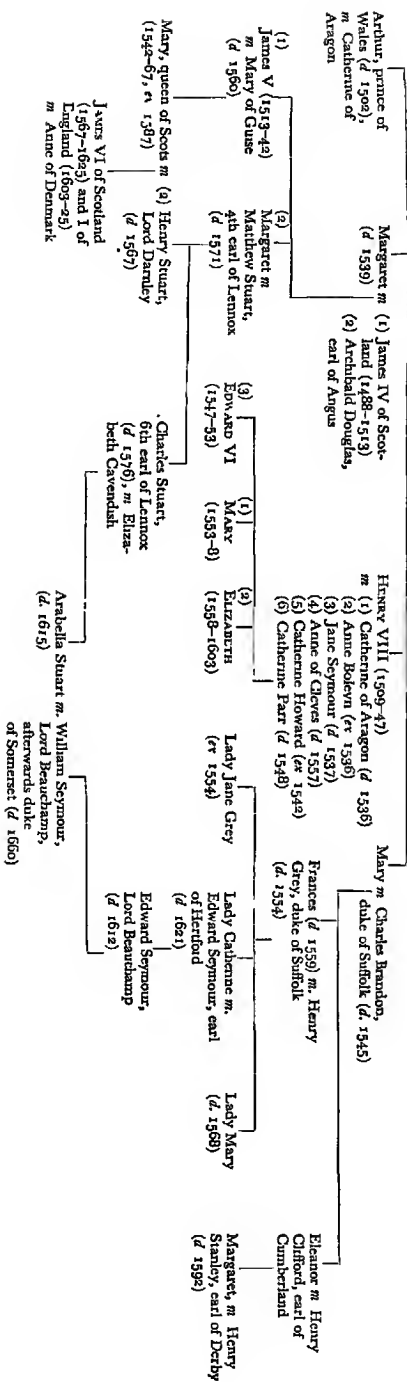 Arthur, prince of
Wales (d 1502),
m Catherine of
Aragon
Margaret m
(d 1539)
(1) James IV of Scot-
land (1488–1513)
(2) Archibald Douglas,
earl of Angus
HENRY VIII (1509–47)
m (1) Catherine of Aragon (d 1536)
(2) Anne Boleyn (ex 1536)
(3) Jane Seymour (d 1537)
(4) Anne of Cleves (d 1557)
(5) Catherine Howard (ex 1542)
(6) Catherine Parr (d 1548)
Mary m Charles Brandon,
duke of Suffolk (d. 1545)
(1)
James V (1513–42)
m Mary of Guise
(d 1560)
(2)
Margaret m
Matthew Stuart,
4th earl of Lennox
(d 1571)
(3)
EDWARD VI
(1547–53)
(1)
MARY
(1553–8)
(2)
ELIZABETH
(1558–1603)
Frances (d 1559) m. Henry
Grey, duke of Suffolk
(d. 1554)
Eleanor m Henry
Clifford, earl of
Cumberland
Mary, queen of Scots m
(1542–67, ex 1587)
(2) Henry Stuart,
Lord Darnley
(d 1567)
Charles Stuart,
6th earl of Lennox
(d 1576), m Eliza-
beth Cavendish
Lady Jane Grey
(ex 1554)
Lady Catherine m.
Edward Seymour, earl
of Hertford
(d 1621)
Lady Mary
(d. 1568)
Margaret, m Henry
Stanley, earl of Derby
(d 1592)
JAMES VI of Scotland
(1567–1625) and I of
England (1603–25)
m Anne of Denmark
Edward Seymour,
Lord Beauchamp
(d 1612)
Arabella Stuart m. William Seymour,
(d. 1615) Lord Beauchamp,
afterwards duke
of Somerset (d 1660)